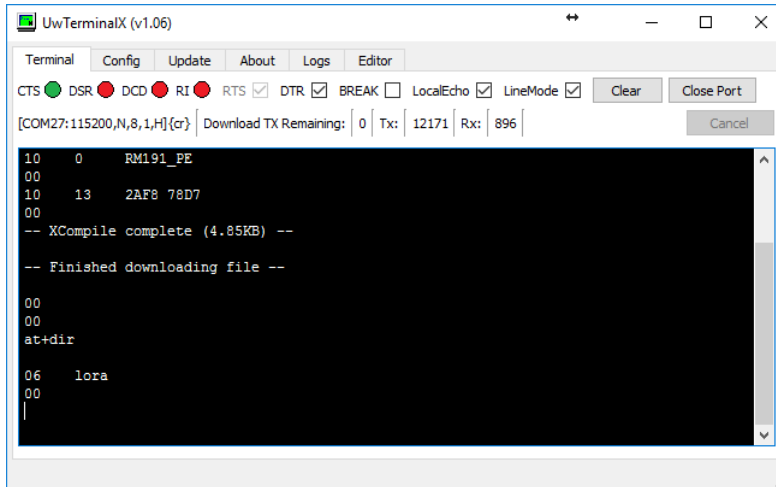 UwTerminalX (v1.06)
Terminal Config Update About Logs Editor
CTS DSR DCD RI RTS DTR BREAK LocalEcho LineMode Clear Close Port
[COM27:115200,N,8,1,H]{cr} Download TX Remaining: 0 Tx: 12171 Rx: 896 Cancel
10 0 RM191_PE
00
10 13 2AF8 78D7
00
-- XCompile complete (4.85KB) --
-- Finished downloading file --
00
00
at+dir
06 lora
00